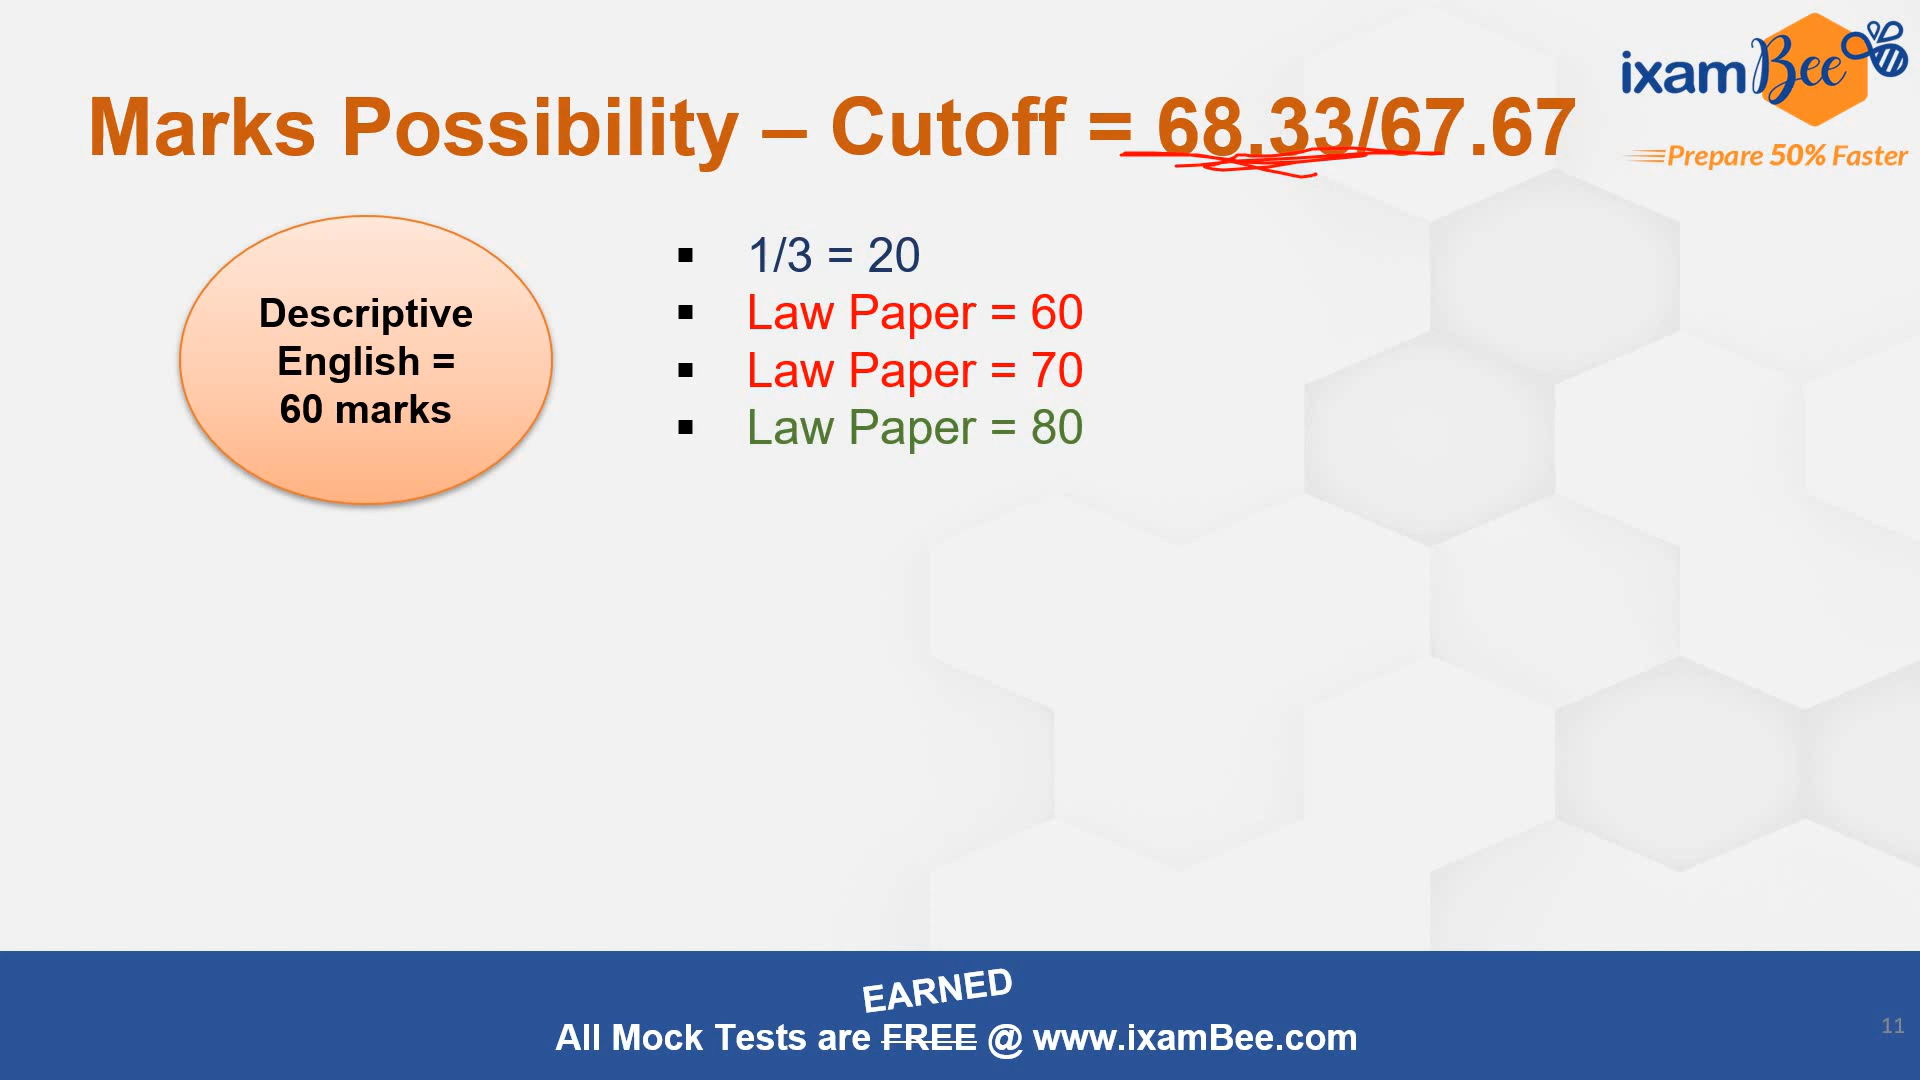 ixamBee
Prepare 50% Faster
Marks Possibility – Cutoff = 68.33/67.67
Descriptive
English =
60 marks
▪ 1/3 = 20
▪ Law Paper = 60
▪ Law Paper = 70
▪ Law Paper = 80
EARNED
All Mock Tests are FREE @ www.ixamBee.com
11